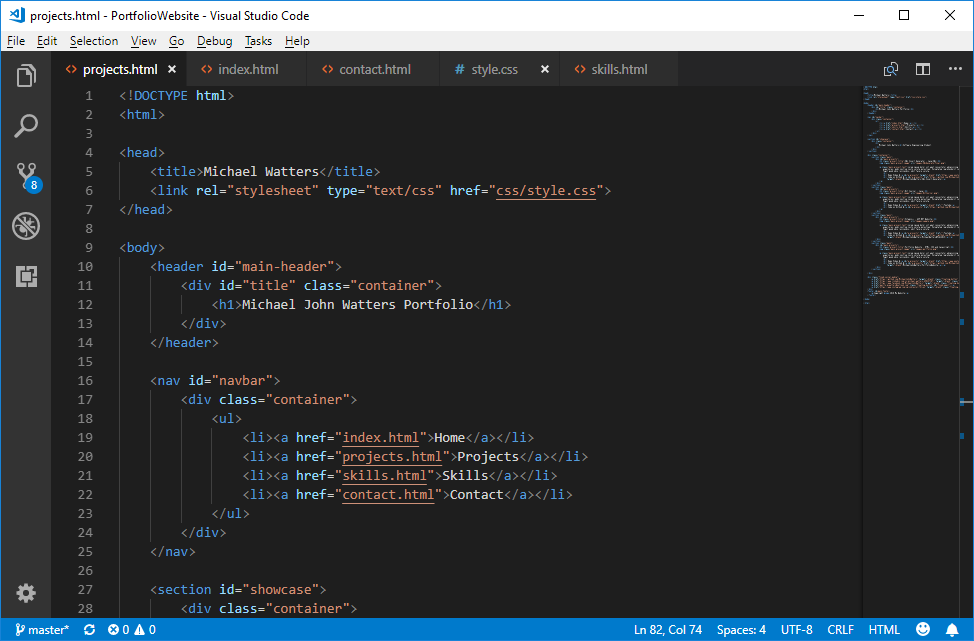 projects.html - PortfolioWebsite - Visual Studio Code
File Edit Selection View Go Debug Tasks Help
<> projects.html × <> index.html <> contact.html # style.css × <> skills.html
1 <!DOCTYPE html>
2 <html>
3
4 <head>
5     <title>Michael Watters</title>
6     <link rel="stylesheet" type="text/css" href="css/style.css">
7 </head>
8
9 <body>
10     <header id="main-header">
11         <div id="title" class="container">
12             <h1>Michael John Watters Portfolio</h1>
13         </div>
14     </header>
15
16     <nav id="navbar">
17         <div class="container">
18             <ul>
19                 <li><a href="index.html">Home</a></li>
20                 <li><a href="projects.html">Projects</a></li>
21                 <li><a href="skills.html">Skills</a></li>
22                 <li><a href="contact.html">Contact</a></li>
23             </ul>
24         </div>
25     </nav>
26
27     <section id="showcase">
28         <div class="container">
8
master* 0 0 Ln 82, Col 74 Spaces: 4 UTF-8 CRLF HTML